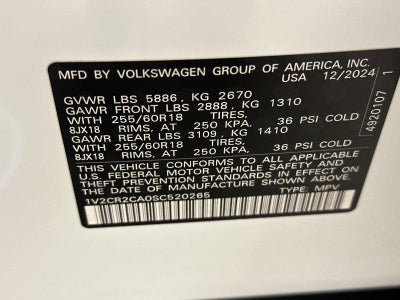 MFD. BY VOLKSWAGEN GROUP OF AMERICA, INC.
USA 12/2024
GVWR LBS 5886, KG 2670
GAWR FRONT LBS 2888, KG 1310
WITH 255/60R18 TIRES,
8JX18 RIMS, AT 250 KPA. 36 PSI COLD
GAWR REAR LBS 3109, KG 1410
WITH 255/60R18 TIRES,
8JX18 RIMS, AT 250 KPA. 36 PSI COLD
THIS VEHICLE CONFORMS TO ALL APPLICABLE
FEDERAL MOTOR VEHICLE SAFETY AND
THEFT PREVENTION STANDARDS IN EFFECT ON
THE DATE OF MANUFACTURE SHOWN ABOVE.
1V2CR2CA0SC520265 TYPE: MPV
4920107 1